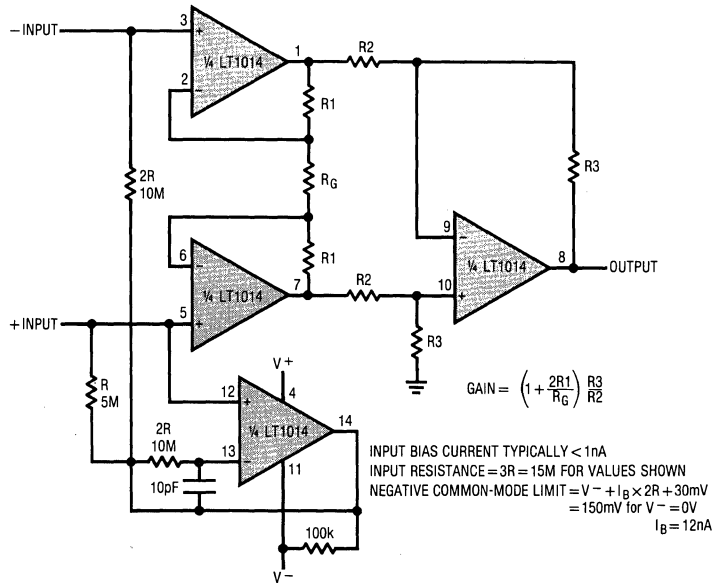 −INPUT
3
+
¼ LT1014
2
−
1
R2
R1
2R
10M
RG
R3
6
−
¼ LT1014
7
R1
R2
9
−
¼ LT1014
8
OUTPUT
10
+
+INPUT
5
+
R3
R
5M
V+
4
12
+
¼ LT1014
14
2R
10M
13
−
11
10pF
100k
V−
GAIN = (1 + 2R1/RG) R3/R2
INPUT BIAS CURRENT TYPICALLY < 1nA
INPUT RESISTANCE = 3R = 15M FOR VALUES SHOWN
NEGATIVE COMMON-MODE LIMIT = V− + IB × 2R + 30mV
= 150mV for V− = 0V
IB = 12nA